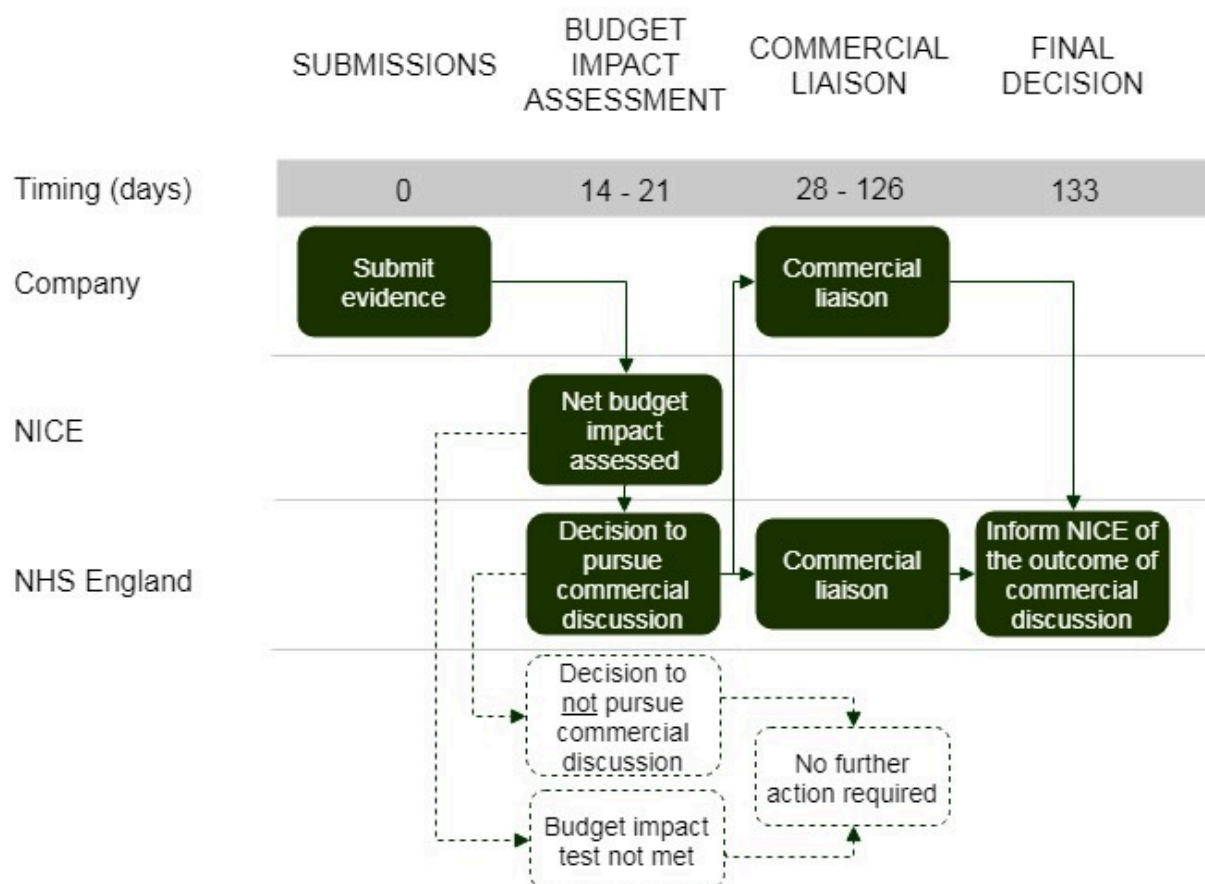 SUBMISSIONS
BUDGET
IMPACT
ASSESSMENT
COMMERCIAL
LIAISON
FINAL
DECISION
Timing (days)
0
14 - 21
28 - 126
133
Company
Submit
evidence
Commercial
liaison
NICE
Net budget
impact
assessed
NHS England
Decision to
pursue
commercial
discussion
Commercial
liaison
Inform NICE of
the outcome of
commercial
discussion
Decision to
not pursue
commercial
discussion
No further
action required
Budget impact
test not met